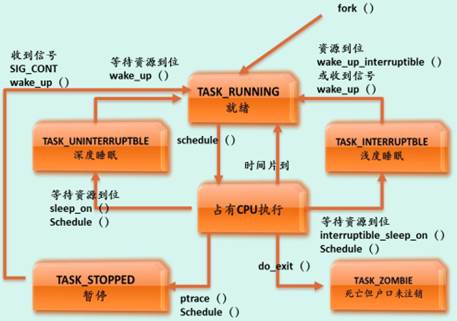 fork（）
收到信号
SIG_CONT
wake_up（）
等待资源到位
wake_up（）
资源到位
wake_up_interruptible（）
或收到信号
wake_up（）
TASK_RUNNING
就绪
TASK_UNINTERRUPTBLE
深度睡眠
schedule（）
时间片到
TASK_INTERRUPTBLE
浅度睡眠
等待资源到位
sleep_on（）
Schedule（）
占有CPU执行
等待资源到位
interruptible_sleep_on（）
Schedule（）
TASK_STOPPED
暂停
ptrace（）
Schedule（）
do_exit（）
TASK_ZOMBIE
死亡但户口未注销